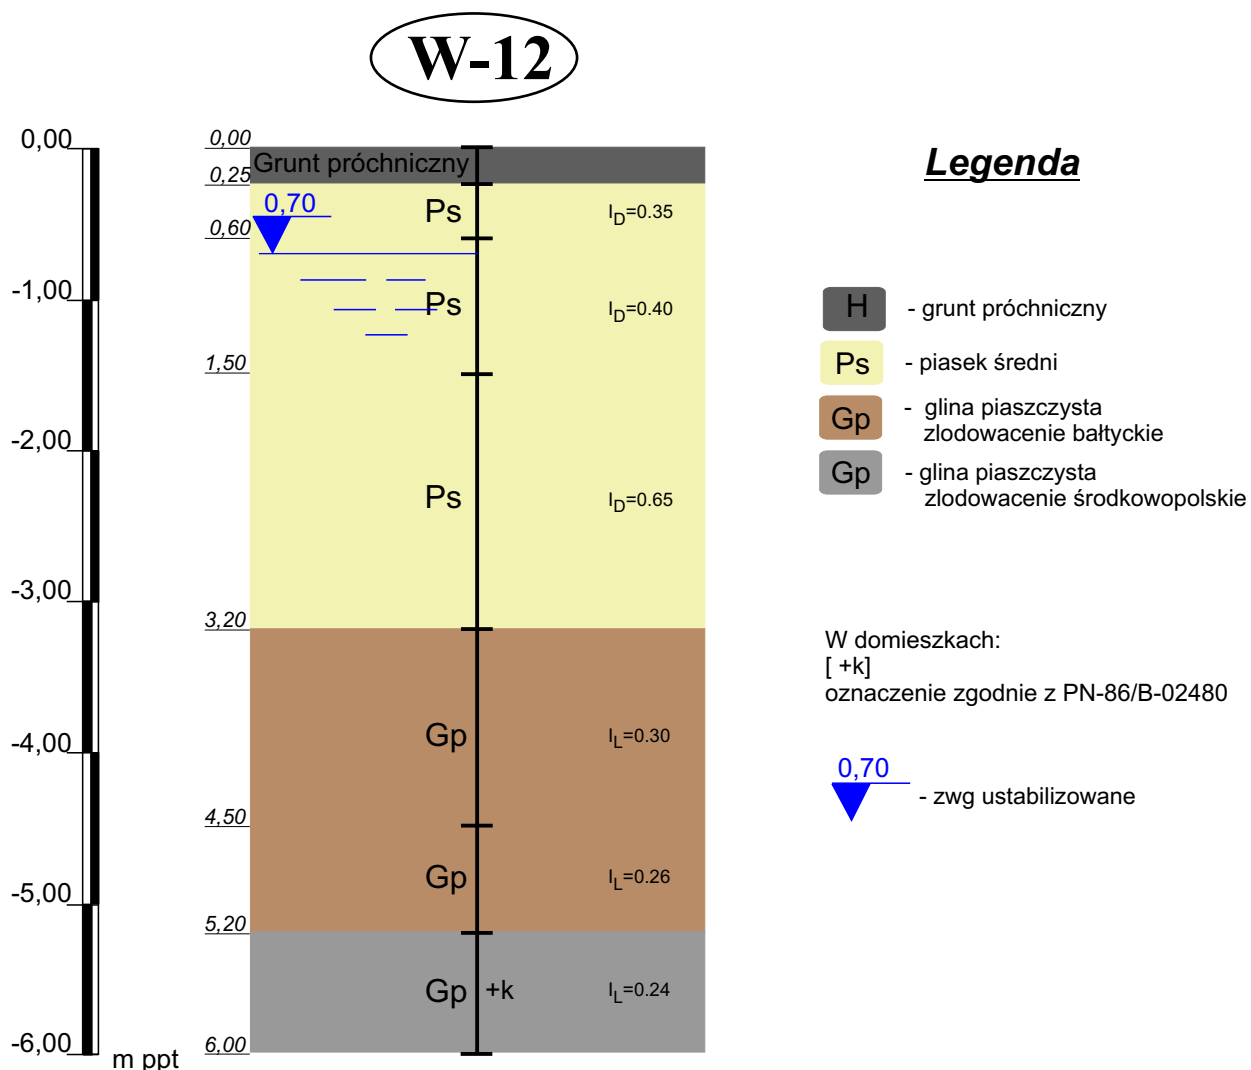 W-12
0,00
-1,00
-2,00
-3,00
-4,00
-5,00
-6,00
m ppt
0,00
0,25
0,60
1,50
3,20
4,50
5,20
6,00
Grunt próchniczny
0,70
Ps
I_D=0.35
Ps
I_D=0.40
Ps
I_D=0.65
Gp
I_L=0.30
Gp
I_L=0.26
Gp +k
I_L=0.24
Legenda
H - grunt próchniczny
Ps - piasek średni
Gp - glina piaszczysta
zlodowacenie bałtyckie
Gp - glina piaszczysta
zlodowacenie środkowopolskie
W domieszkach:
[ +k]
oznaczenie zgodnie z PN-86/B-02480
0,70
- zwg ustabilizowane